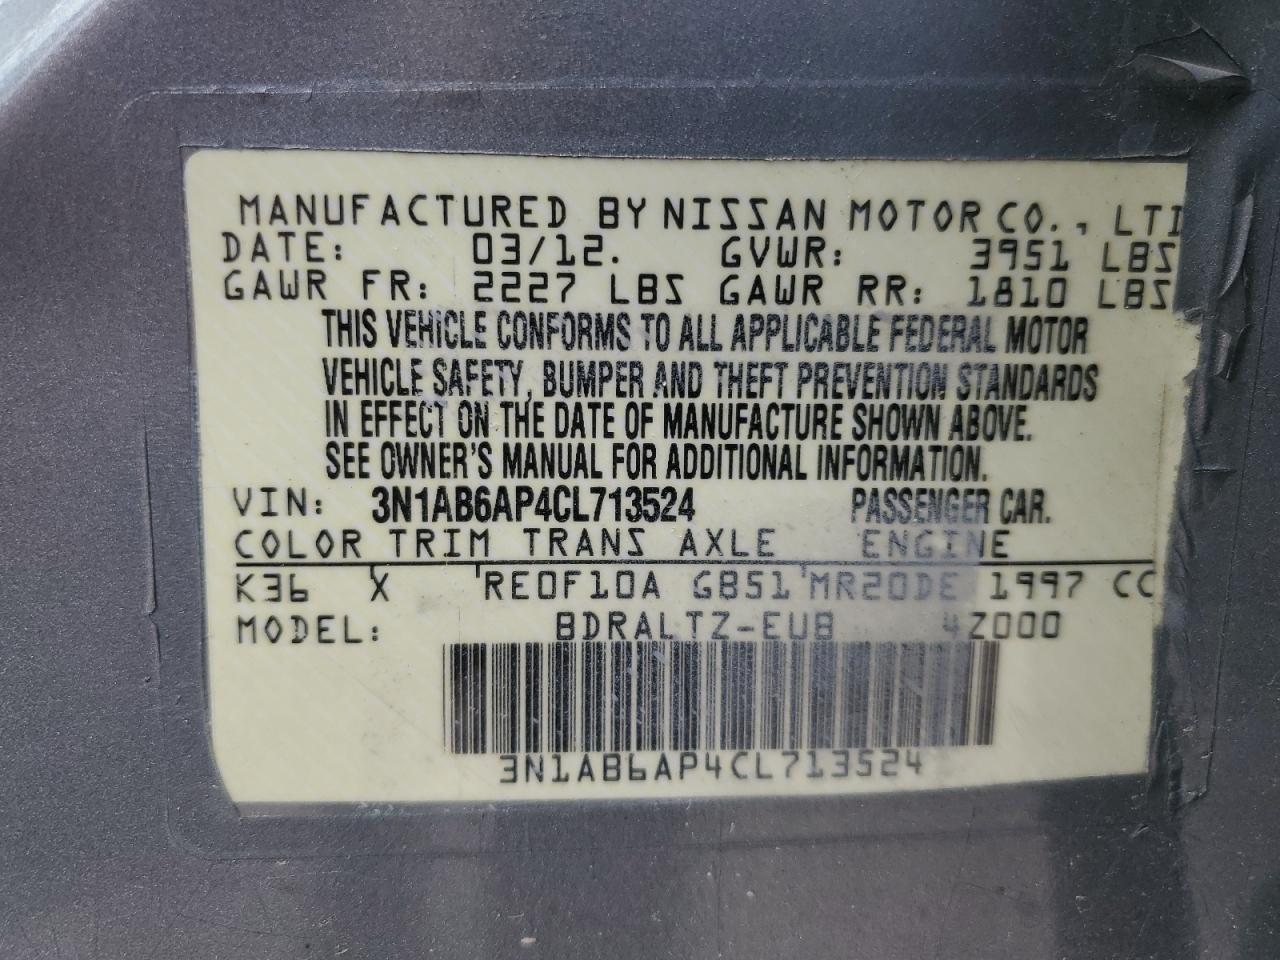 MANUFACTURED BY NISSAN MOTOR CO., LT
DATE: 03/12. GVWR: 3951 LBS
GAWR FR: 2227 LBS GAWR RR: 1810 LBS
THIS VEHICLE CONFORMS TO ALL APPLICABLE FEDERAL MOTOR
VEHICLE SAFETY, BUMPER AND THEFT PREVENTION STANDARDS
IN EFFECT ON THE DATE OF MANUFACTURE SHOWN ABOVE.
SEE OWNER'S MANUAL FOR ADDITIONAL INFORMATION.
VIN: 3N1AB6AP4CL713524 PASSENGER CAR.
COLOR TRIM TRANS AXLE ENGINE
K36 X RE0F10A GB51 MR20DE 1997 CC
MODEL: BDRALTZ-EUB 4Z000
3N1AB6AP4CL713524